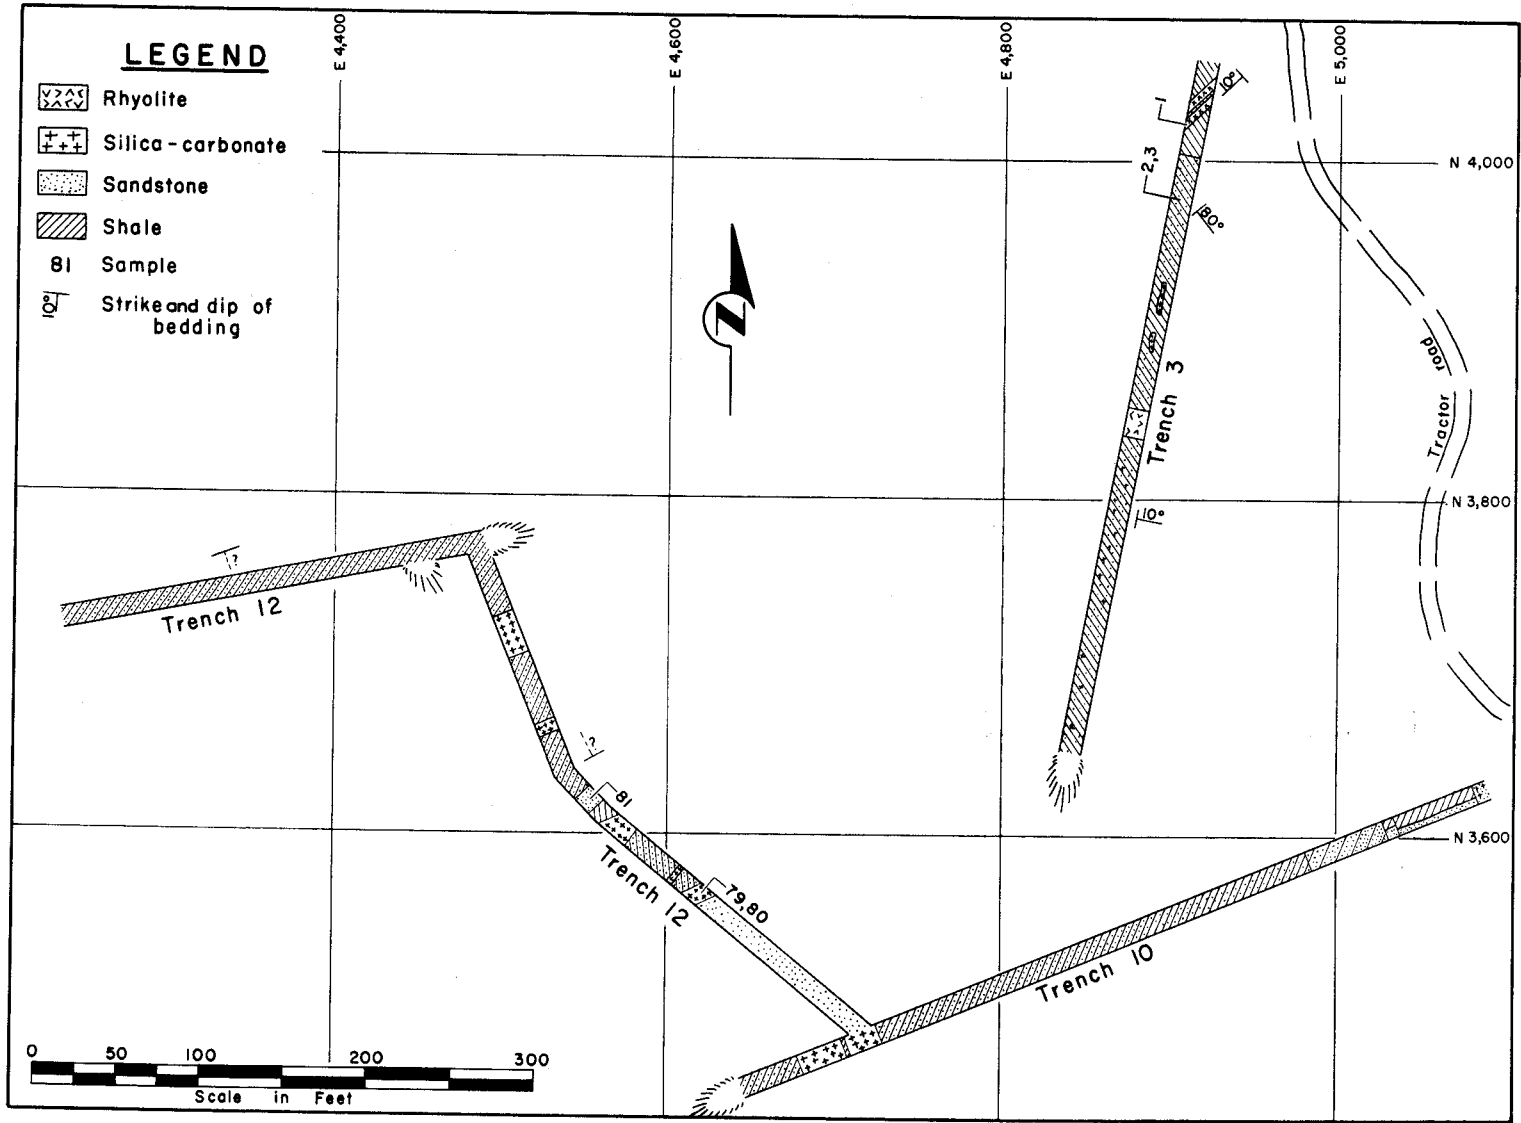 LEGEND
Rhyolite
Silica-carbonate
Sandstone
Shale
81 Sample
10° Strike and dip of
bedding
E 4,400
E 4,600
E 4,800
E 5,000
N 4,000
N 3,800
N 3,600
1
10°
2,3
80°
Trench 3
10°
Tractor road
Z
?
Trench 12
?
81
Trench 12
79,80
Trench 10
0 50 100 200 300
Scale in Feet